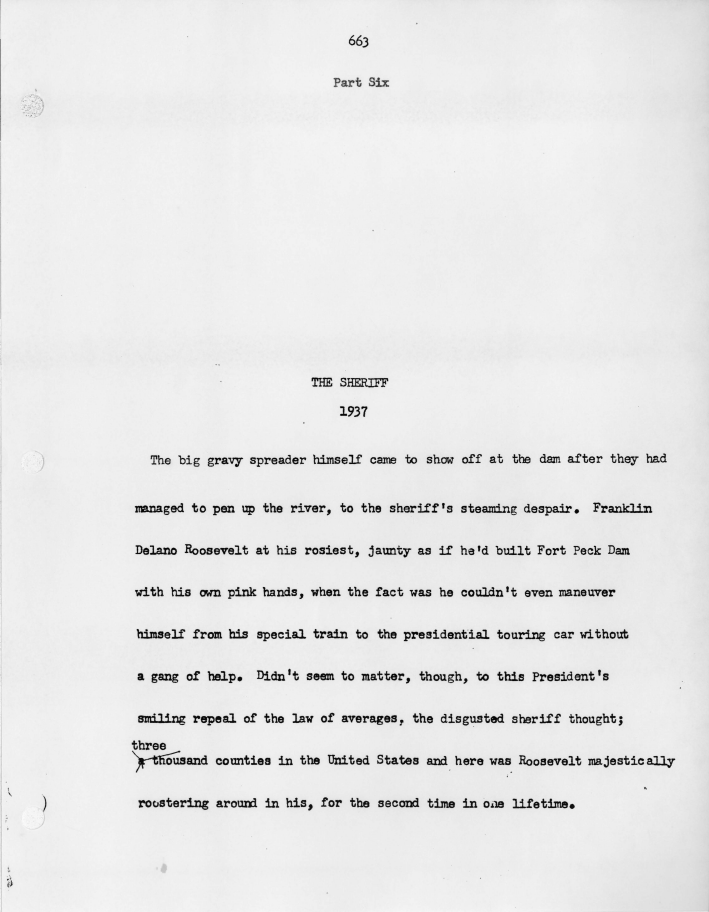 663
Part Six
THE SHERIFF
1937
The big gravy spreader himself came to show off at the dam after they had
managed to pen up the river, to the sheriff's steaming despair. Franklin
Delano Roosevelt at his rosiest, jaunty as if he'd built Fort Peck Dam
with his own pink hands, when the fact was he couldn't even maneuver
himself from his special train to the presidential touring car without
a gang of help. Didn't seem to matter, though, to this President's
smiling repeal of the law of averages, the disgusted sheriff thought;
three
a thousand counties in the United States and here was Roosevelt majestically
roostering around in his, for the second time in one lifetime.